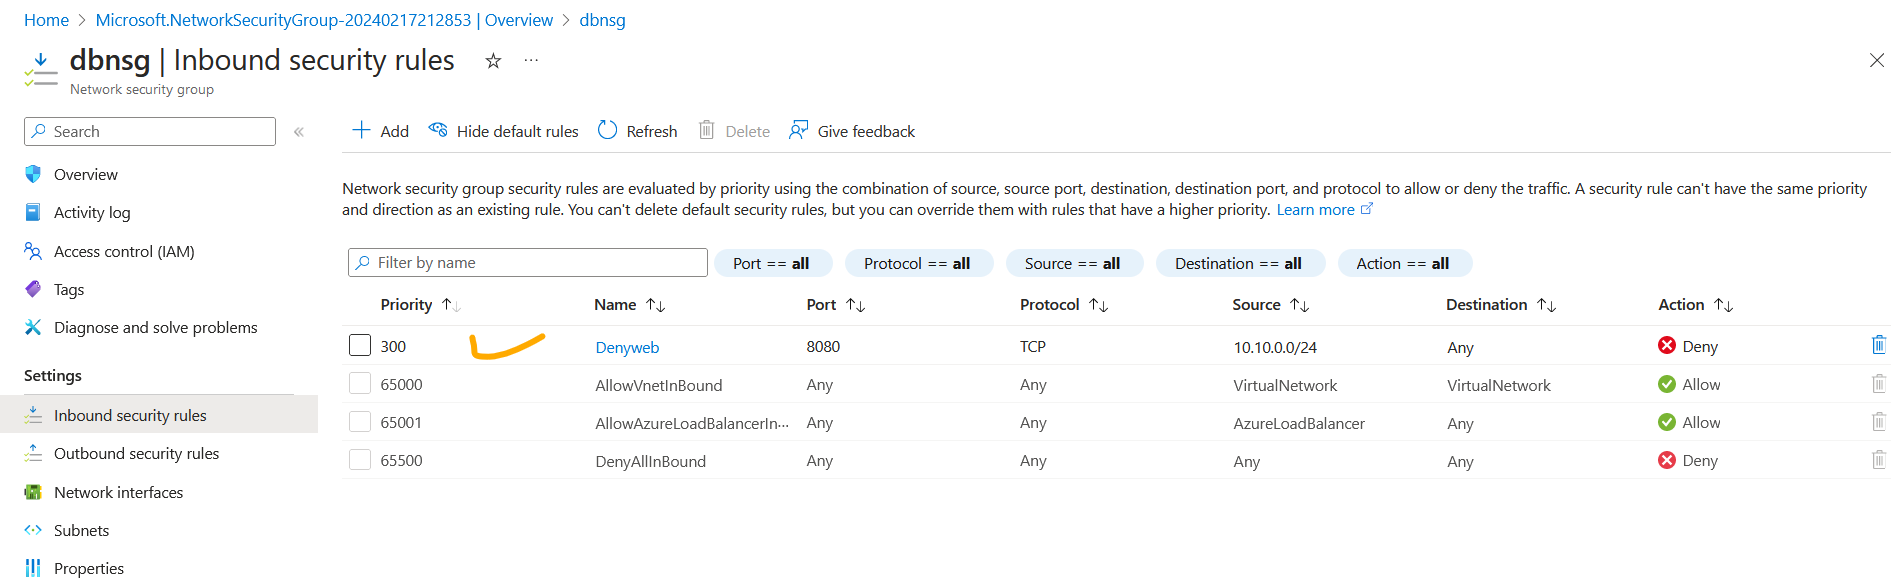 Home > Microsoft.NetworkSecurityGroup-20240217212853 | Overview > dbnsg
dbnsg | Inbound security rules ☆ ···
Network security group
Search «
Overview
Activity log
Access control (IAM)
Tags
Diagnose and solve problems
Settings
Inbound security rules
Outbound security rules
Network interfaces
Subnets
Properties
Add Hide default rules Refresh Delete Give feedback
Network security group security rules are evaluated by priority using the combination of source, source port, destination, destination port, and protocol to allow or deny the traffic. A security rule can't have the same priority
and direction as an existing rule. You can't delete default security rules, but you can override them with rules that have a higher priority. Learn more
Filter by name Port == all Protocol == all Source == all Destination == all Action == all
Priority ↑↓ Name ↑↓ Port ↑↓ Protocol ↑↓ Source ↑↓ Destination ↑↓ Action ↑↓
300 Denyweb 8080 TCP 10.10.0.0/24 Any Deny
65000 AllowVnetInBound Any Any VirtualNetwork VirtualNetwork Allow
65001 AllowAzureLoadBalancerIn··· Any Any AzureLoadBalancer Any Allow
65500 DenyAllInBound Any Any Any Any Deny